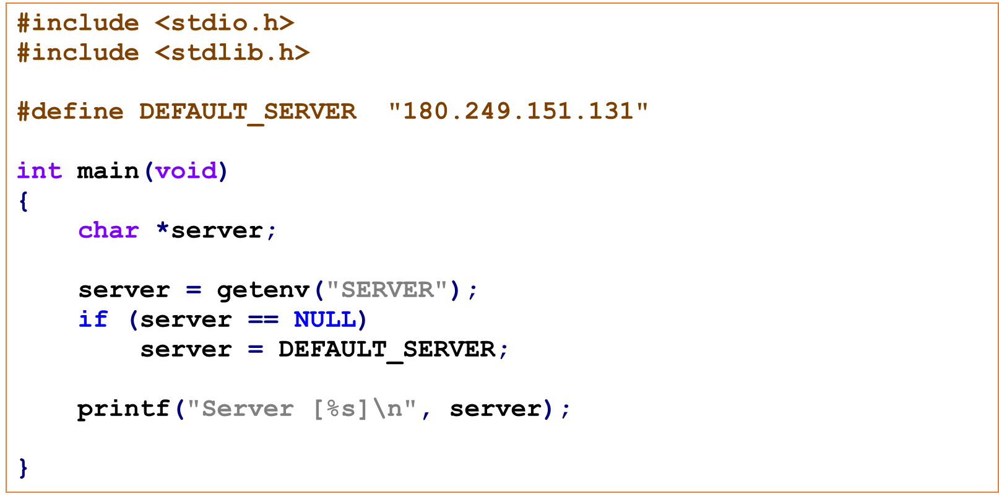 #include <stdio.h>
#include <stdlib.h>

#define DEFAULT_SERVER  "180.249.151.131"

int main(void)
{
    char *server;

    server = getenv("SERVER");
    if (server == NULL)
        server = DEFAULT_SERVER;

    printf("Server [%s]\n", server);

}